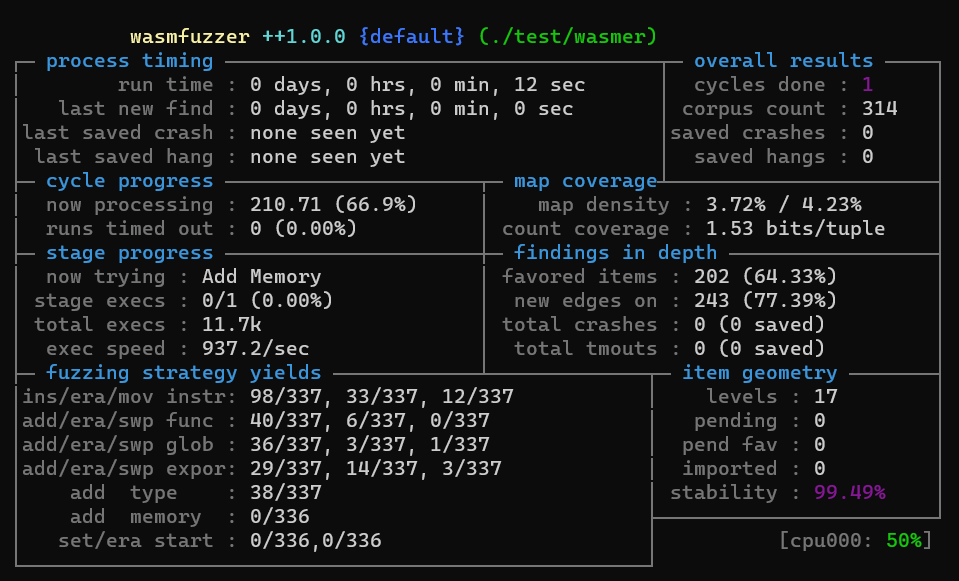 wasmfuzzer ++1.0.0 {default} (./test/wasmer)
process timing overall results
run time : 0 days, 0 hrs, 0 min, 12 sec cycles done : 1
last new find : 0 days, 0 hrs, 0 min, 0 sec corpus count : 314
last saved crash : none seen yet saved crashes : 0
last saved hang : none seen yet saved hangs : 0
cycle progress map coverage
now processing : 210.71 (66.9%) map density : 3.72% / 4.23%
runs timed out : 0 (0.00%) count coverage : 1.53 bits/tuple
stage progress findings in depth
now trying : Add Memory favored items : 202 (64.33%)
stage execs : 0/1 (0.00%) new edges on : 243 (77.39%)
total execs : 11.7k total crashes : 0 (0 saved)
exec speed : 937.2/sec total tmouts : 0 (0 saved)
fuzzing strategy yields item geometry
ins/era/mov instr: 98/337, 33/337, 12/337 levels : 17
add/era/swp func : 40/337, 6/337, 0/337 pending : 0
add/era/swp glob : 36/337, 3/337, 1/337 pend fav : 0
add/era/swp expor: 29/337, 14/337, 3/337 imported : 0
add type : 38/337 stability : 99.49%
add memory : 0/336
set/era start : 0/336,0/336 [cpu000: 50%]